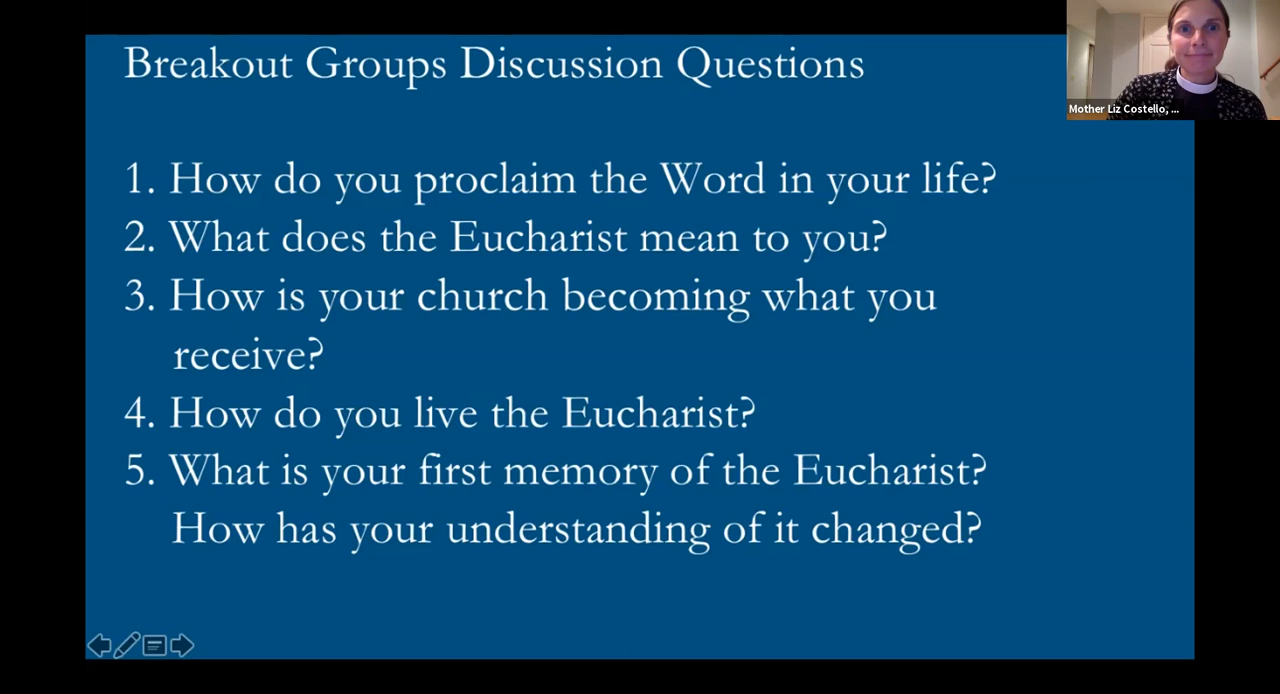 Breakout Groups Discussion Questions
1. How do you proclaim the Word in your life?
2. What does the Eucharist mean to you?
3. How is your church becoming what you
receive?
4. How do you live the Eucharist?
5. What is your first memory of the Eucharist?
How has your understanding of it changed?
Mother Liz Costello, ...